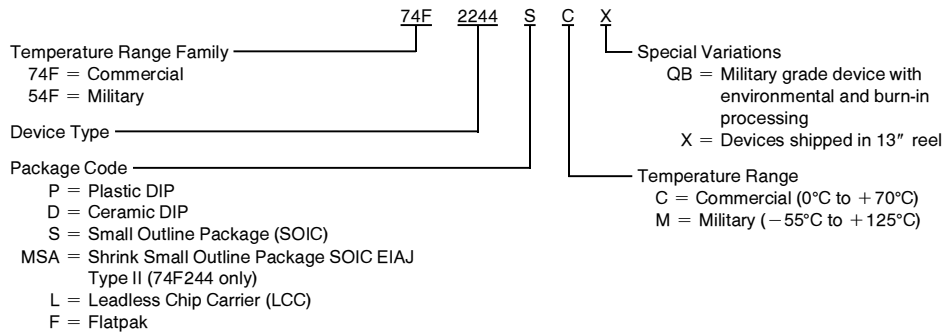 74F 2244 S C X
Temperature Range Family
74F = Commercial
54F = Military
Device Type
Package Code
P = Plastic DIP
D = Ceramic DIP
S = Small Outline Package (SOIC)
MSA = Shrink Small Outline Package SOIC EIAJ
Type II (74F244 only)
L = Leadless Chip Carrier (LCC)
F = Flatpak
Special Variations
QB = Military grade device with
environmental and burn-in
processing
X = Devices shipped in 13″ reel
Temperature Range
C = Commercial (0°C to +70°C)
M = Military (−55°C to +125°C)